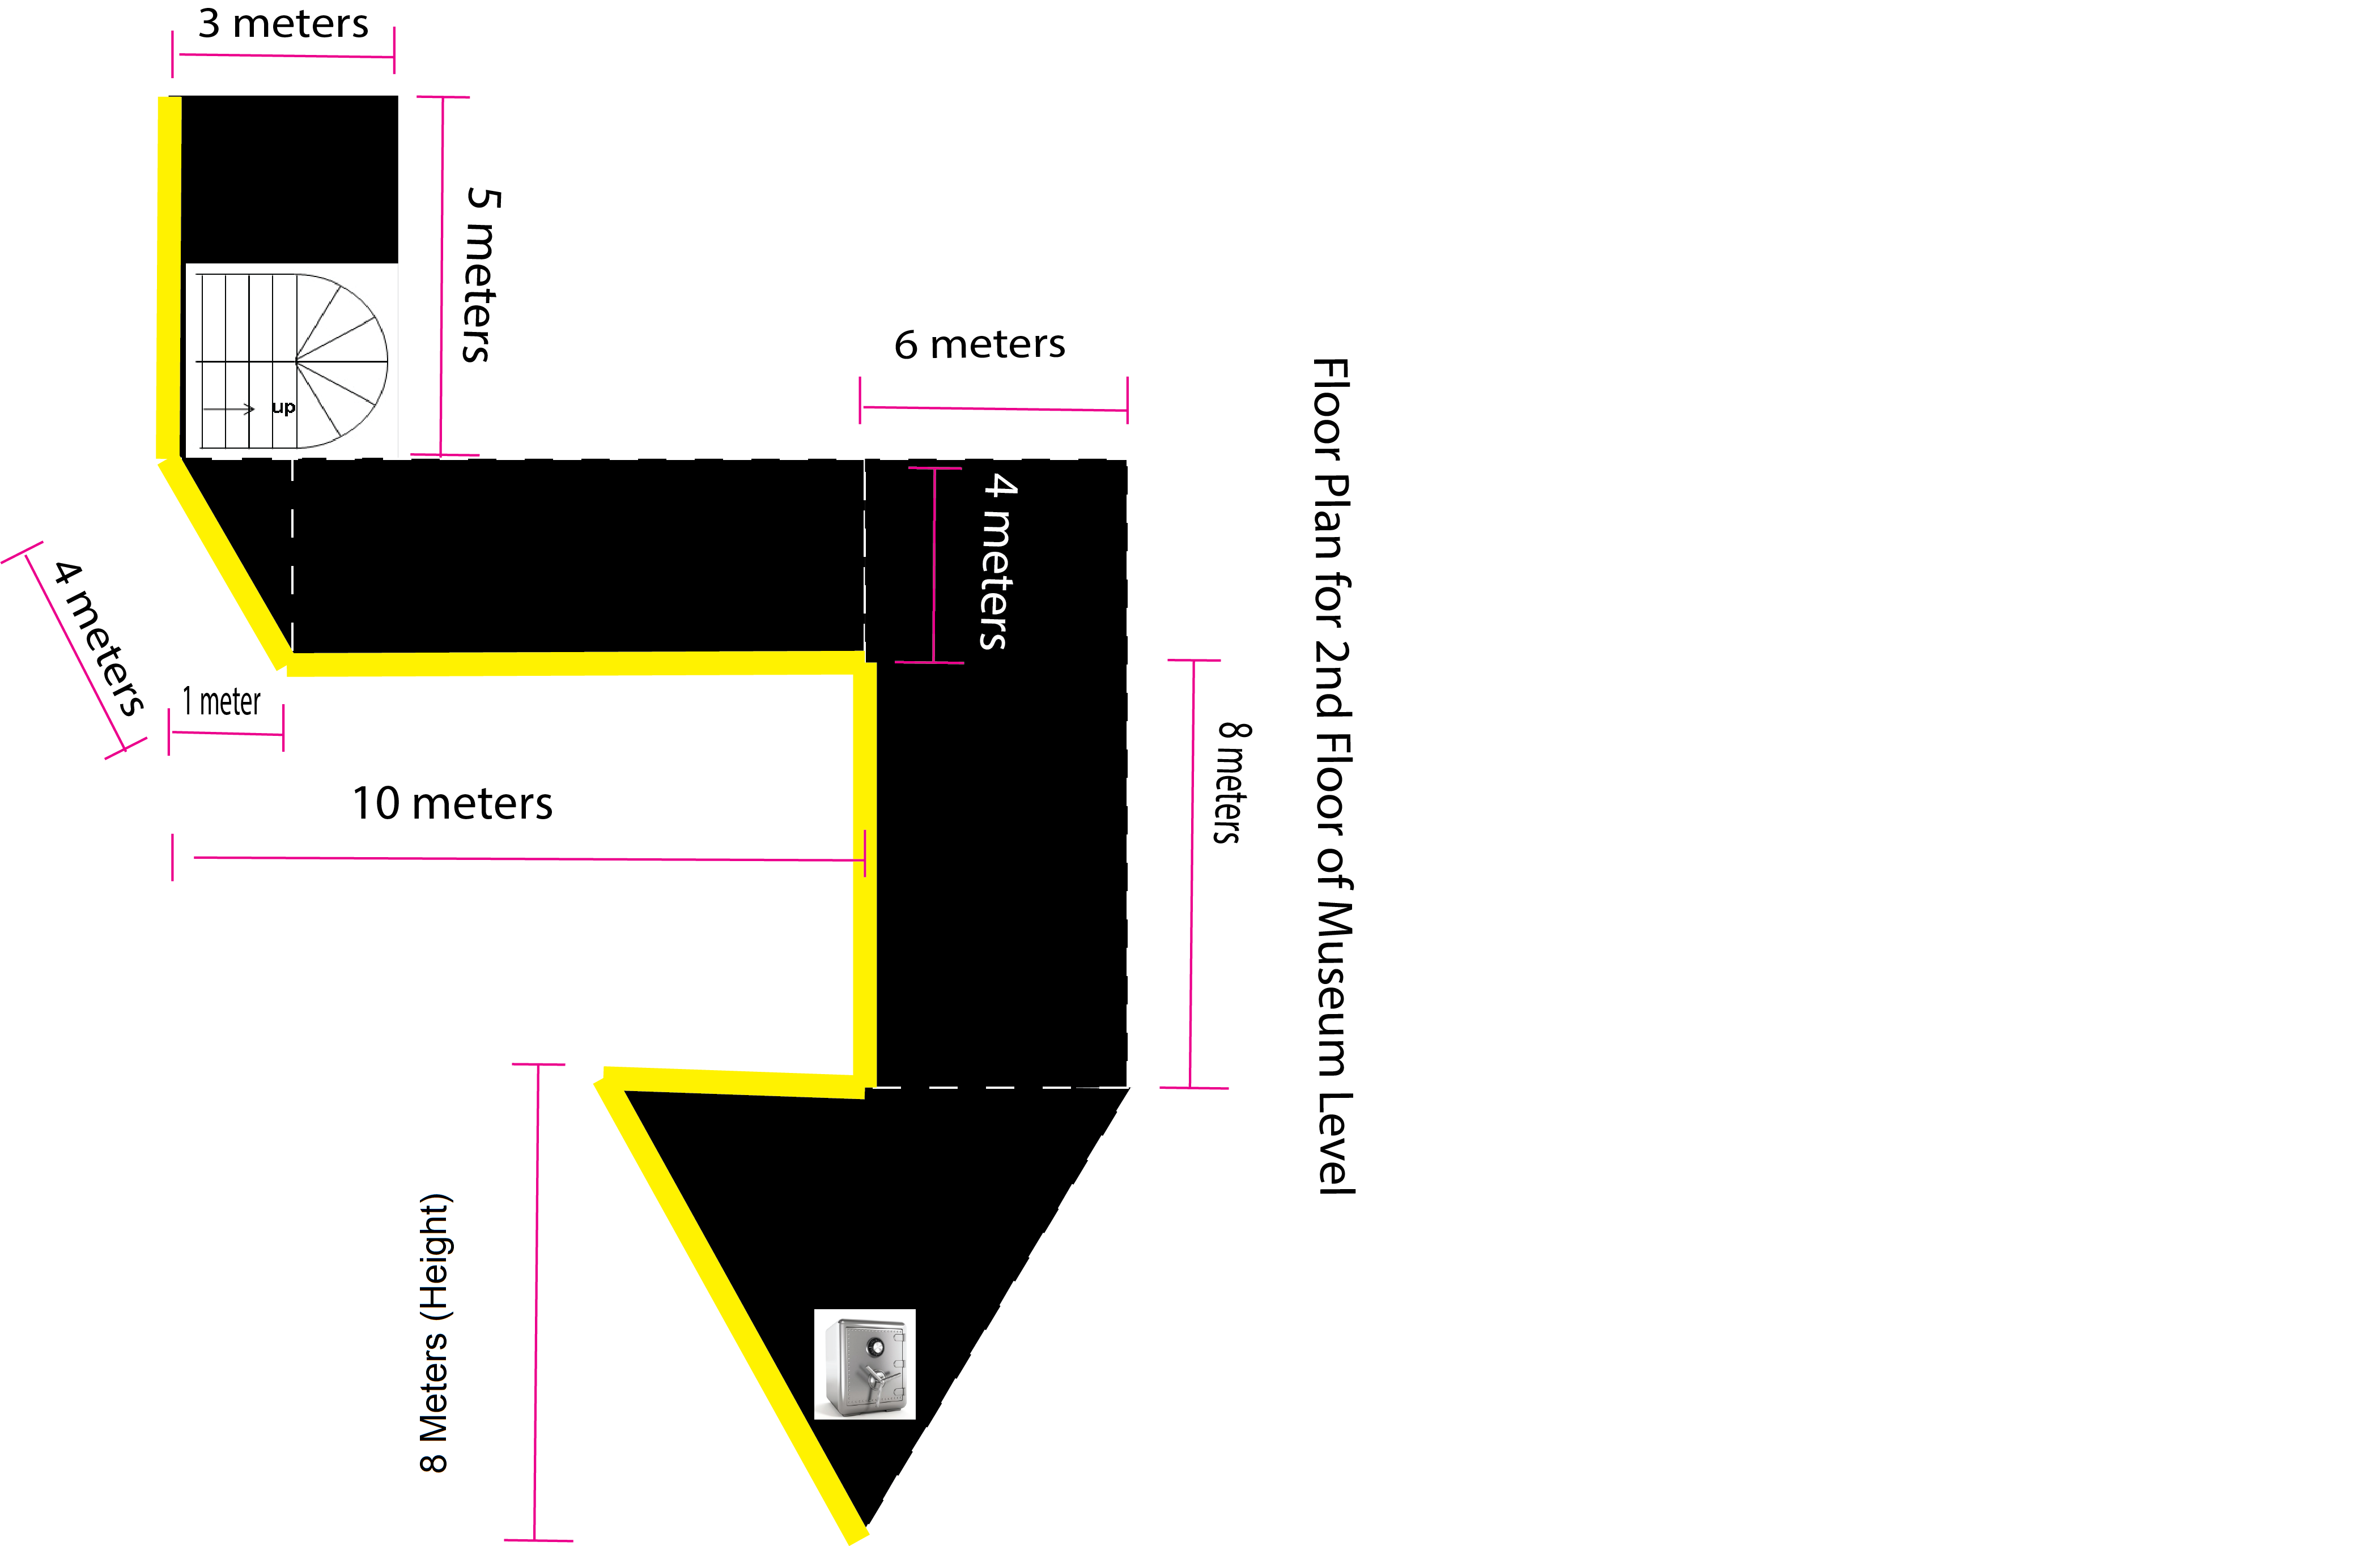 3 meters
5 meters
6 meters
up
4 meters
4 meters
1 meter
10 meters
8 meters
8 Meters (Height)
Floor Plan for 2nd Floor of Museum Level